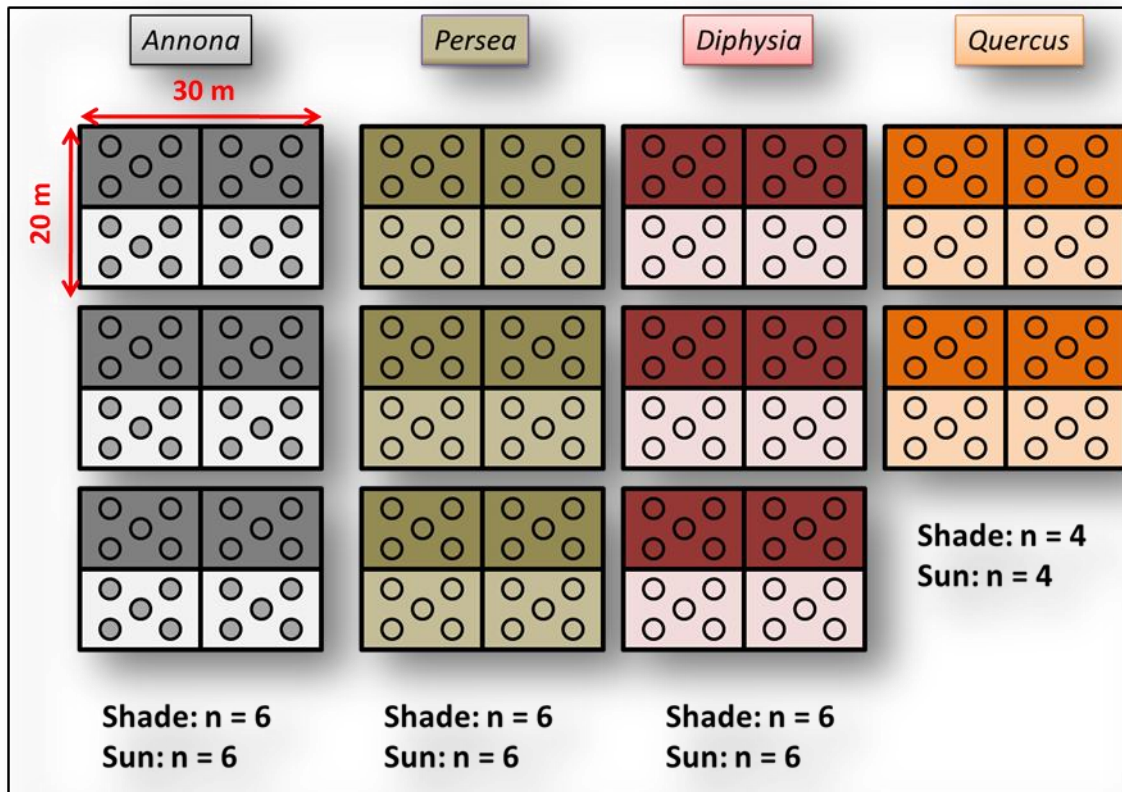 Annona
Persea
Diphysia
Quercus
30 m
20 m
Shade: n = 4
Sun: n = 4
Shade: n = 6
Sun: n = 6
Shade: n = 6
Sun: n = 6
Shade: n = 6
Sun: n = 6